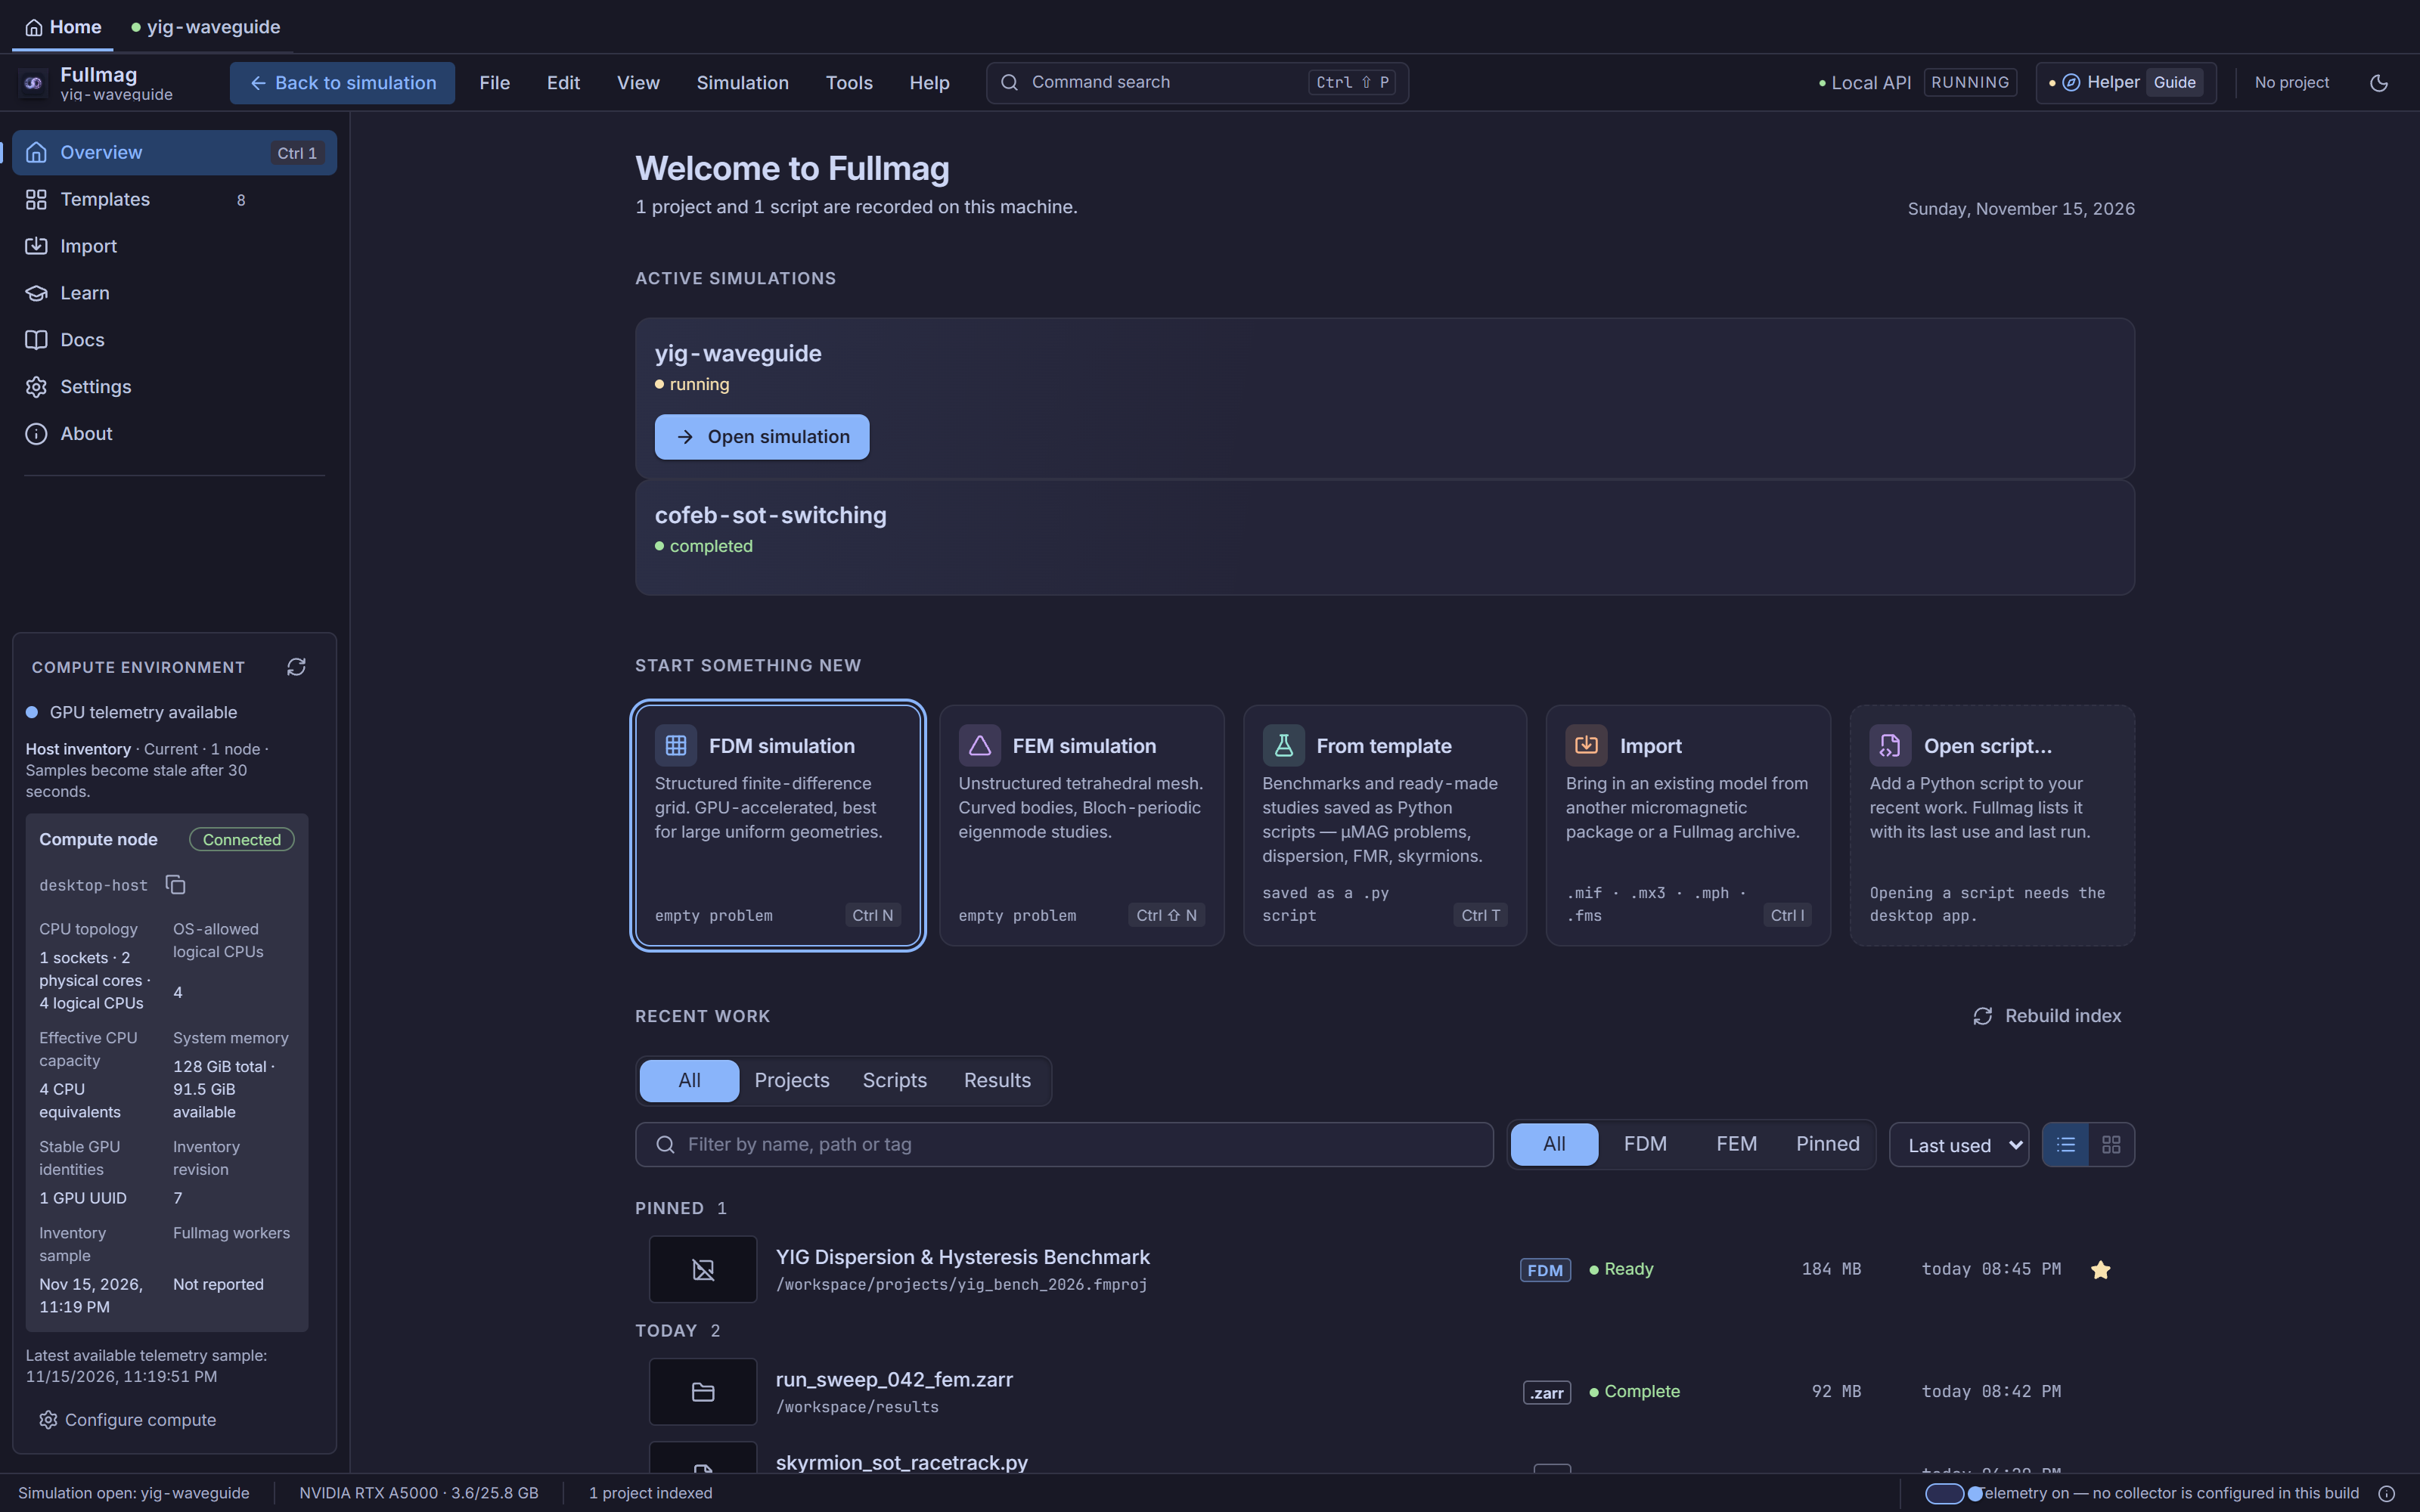 Home
yig-waveguide
Fullmag
yig-waveguide
Back to simulation
File
Edit
View
Simulation
Tools
Help
Command search
Ctrl ⇧ P
Local API
RUNNING
Helper
Guide
No project
Overview
Ctrl 1
Templates
8
Import
Learn
Docs
Settings
About
COMPUTE ENVIRONMENT
GPU telemetry available
Host inventory · Current · 1 node ·
Samples become stale after 30
seconds.
Compute node
Connected
desktop-host
CPU topology
1 sockets · 2
physical cores ·
4 logical CPUs
OS-allowed
logical CPUs
4
Effective CPU
capacity
4 CPU
equivalents
System memory
128 GiB total ·
91.5 GiB
available
Stable GPU
identities
1 GPU UUID
Inventory
revision
7
Inventory
sample
Nov 15, 2026,
11:19 PM
Fullmag workers
Not reported
Latest available telemetry sample:
11/15/2026, 11:19:51 PM
Configure compute
Welcome to Fullmag
1 project and 1 script are recorded on this machine.
Sunday, November 15, 2026
ACTIVE SIMULATIONS
yig-waveguide
running
Open simulation
cofeb-sot-switching
completed
START SOMETHING NEW
FDM simulation
Structured finite-difference
grid. GPU-accelerated, best
for large uniform geometries.
empty problem
Ctrl N
FEM simulation
Unstructured tetrahedral mesh.
Curved bodies, Bloch-periodic
eigenmode studies.
empty problem
Ctrl ⇧ N
From template
Benchmarks and ready-made
studies saved as Python
scripts — µMAG problems,
dispersion, FMR, skyrmions.
saved as a .py
script
Ctrl T
Import
Bring in an existing model from
another micromagnetic
package or a Fullmag archive.
.mif · .mx3 · .mph ·
.fms
Ctrl I
Open script...
Add a Python script to your
recent work. Fullmag lists it
with its last use and last run.
Opening a script needs the
desktop app.
RECENT WORK
Rebuild index
All
Projects
Scripts
Results
Filter by name, path or tag
All
FDM
FEM
Pinned
Last used
PINNED 1
YIG Dispersion & Hysteresis Benchmark
/workspace/projects/yig_bench_2026.fmproj
FDM
Ready
184 MB
today 08:45 PM
TODAY 2
run_sweep_042_fem.zarr
/workspace/results
.zarr
Complete
92 MB
today 08:42 PM
skyrmion_sot_racetrack.py
Simulation open: yig-waveguide
NVIDIA RTX A5000 · 3.6/25.8 GB
1 project indexed
Telemetry on — no collector is configured in this build